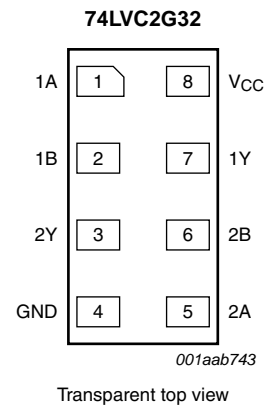 74LVC2G32
1A 1 8 VCC
1B 2 7 1Y
2Y 3 6 2B
GND 4 5 2A
001aab743
Transparent top view